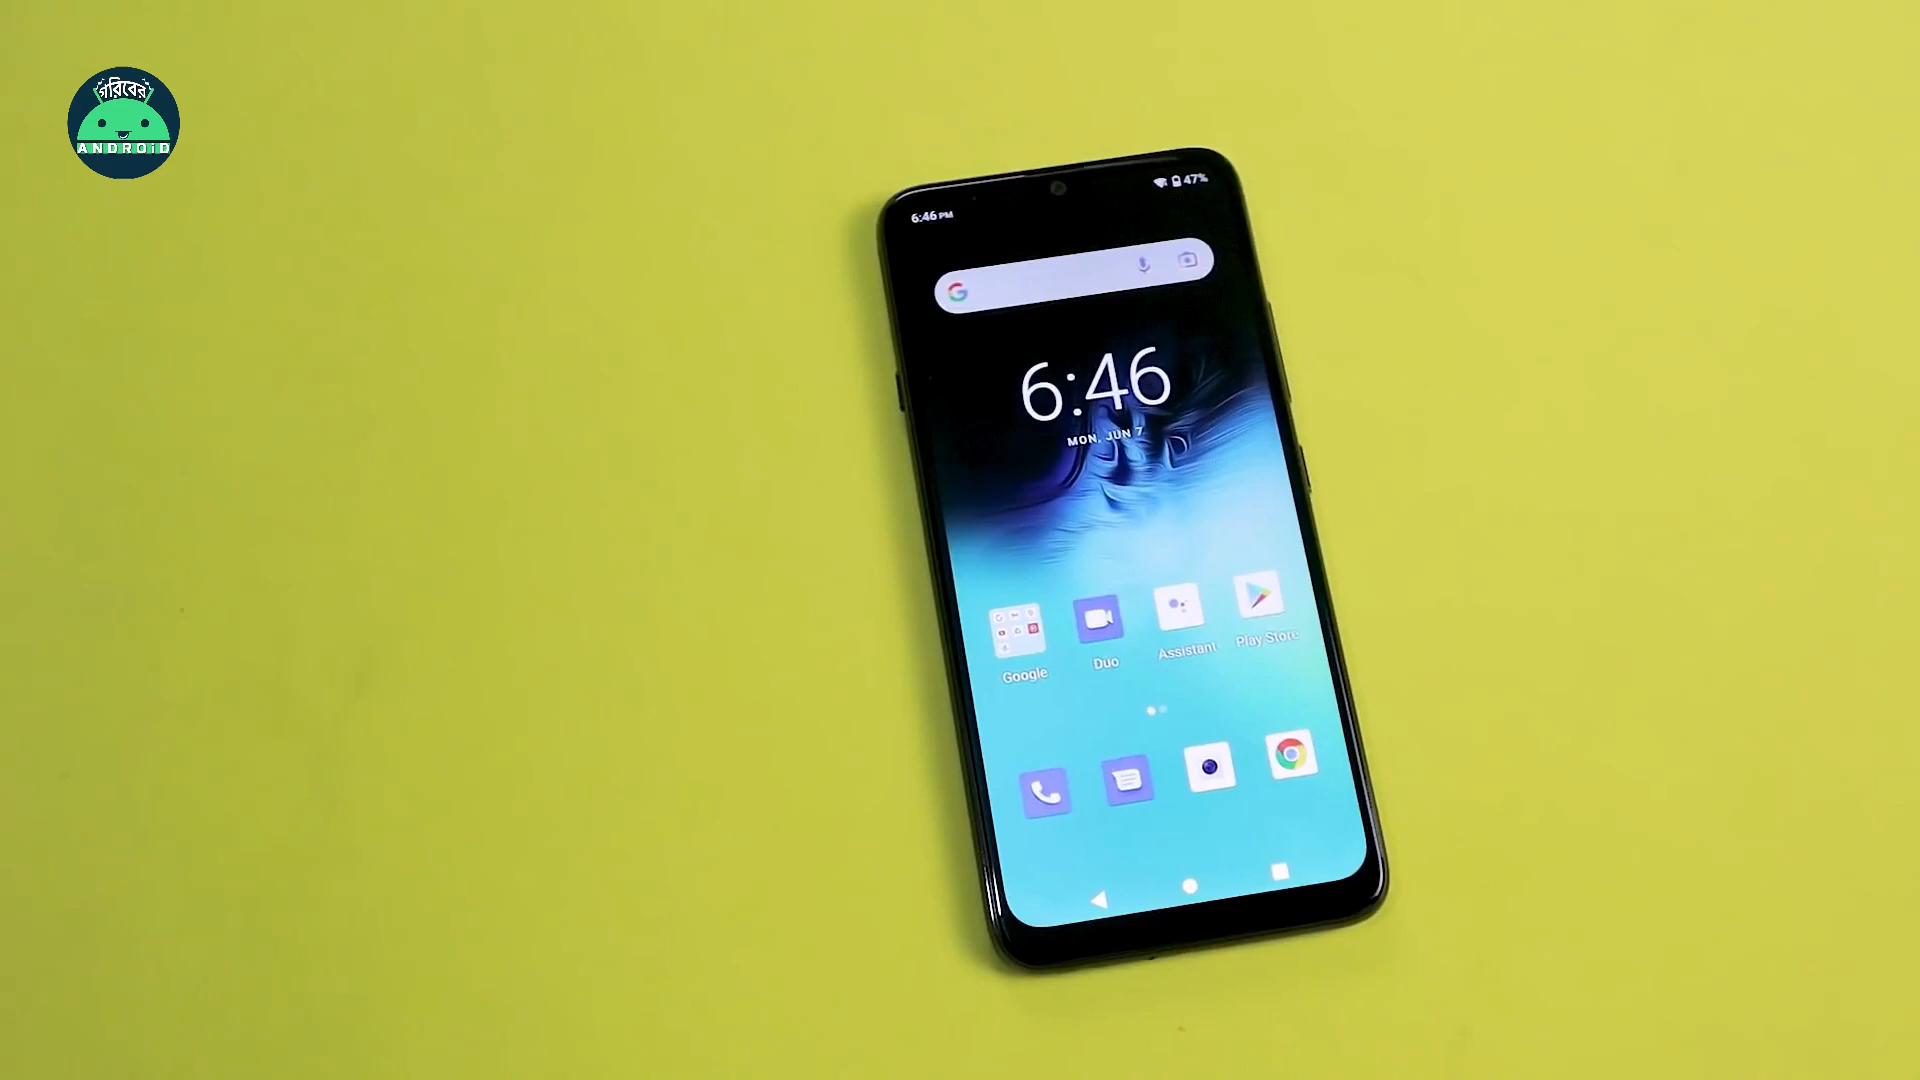 গরিবের
ANDROiD
6:46 PM
47%
6:46
MON, JUN 7
Google
Duo
Assistant
Play Store